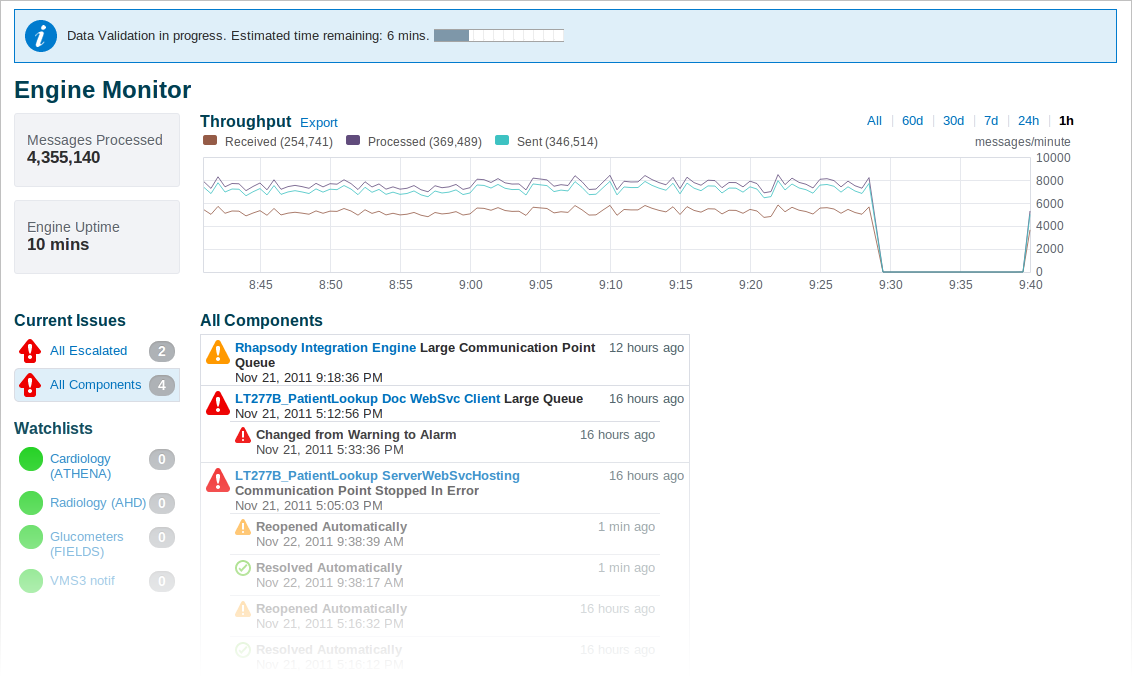 Data Validation in progress. Estimated time remaining: 6 mins.
Engine Monitor
Messages Processed
4,355,140
Engine Uptime
10 mins
Throughput Export
All 60d 30d 7d 24h 1h
Received (254,741) Processed (369,489) Sent (346,514)
messages/minute
10000
8000
6000
4000
2000
0
8:45 8:50 8:55 9:00 9:05 9:10 9:15 9:20 9:25 9:30 9:35 9:40
Current Issues
All Escalated 2
All Components 4
Watchlists
Cardiology 0
(ATHENA)
Radiology (AHD) 0
Glucometers 0
(FIELDS)
VMS3 notif 0
All Components
Rhapsody Integration Engine Large Communication Point 12 hours ago
Queue
Nov 21, 2011 9:18:36 PM
LT277B_PatientLookup Doc WebSvc Client Large Queue 16 hours ago
Nov 21, 2011 5:12:56 PM
Changed from Warning to Alarm 16 hours ago
Nov 21, 2011 5:33:36 PM
LT277B_PatientLookup ServerWebSvcHosting 16 hours ago
Communication Point Stopped In Error
Nov 21, 2011 5:05:03 PM
Reopened Automatically 1 min ago
Nov 22, 2011 9:38:39 AM
Resolved Automatically 1 min ago
Nov 22, 2011 9:38:17 AM
Reopened Automatically 16 hours ago
Nov 21, 2011 5:16:32 PM
Resolved Automatically 16 hours ago
Nov 21, 2011 5:16:12 PM